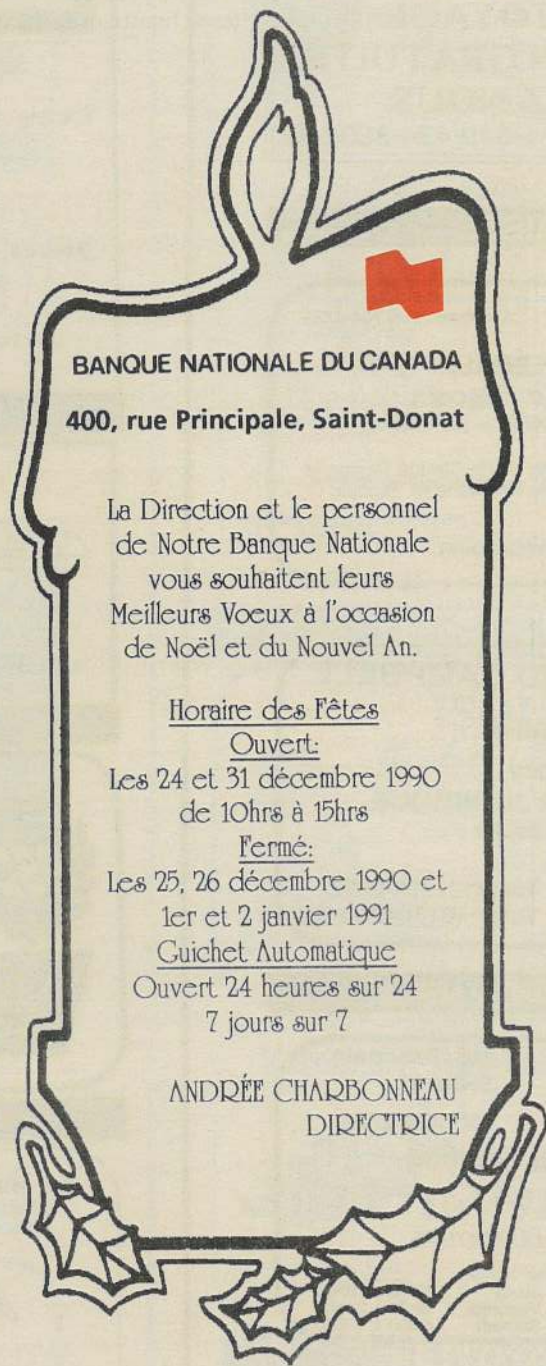 BANQUE NATIONALE DU CANADA
400, rue Principale, Saint-Donat
La Direction et le personnel
de Notre Banque Nationale
vous souhaitent leurs
Meilleurs Voeux à l'occasion
de Noël et du Nouvel An.
Horaire des Fêtes
Ouvert:
Les 24 et 31 décembre 1990
de 10hrs à 15hrs
Fermé:
Les 25, 26 décembre 1990 et
1er et 2 janvier 1991
Guichet Automatique
Ouvert 24 heures sur 24
7 jours sur 7
ANDRÉE CHARBONNEAU
DIRECTRICE